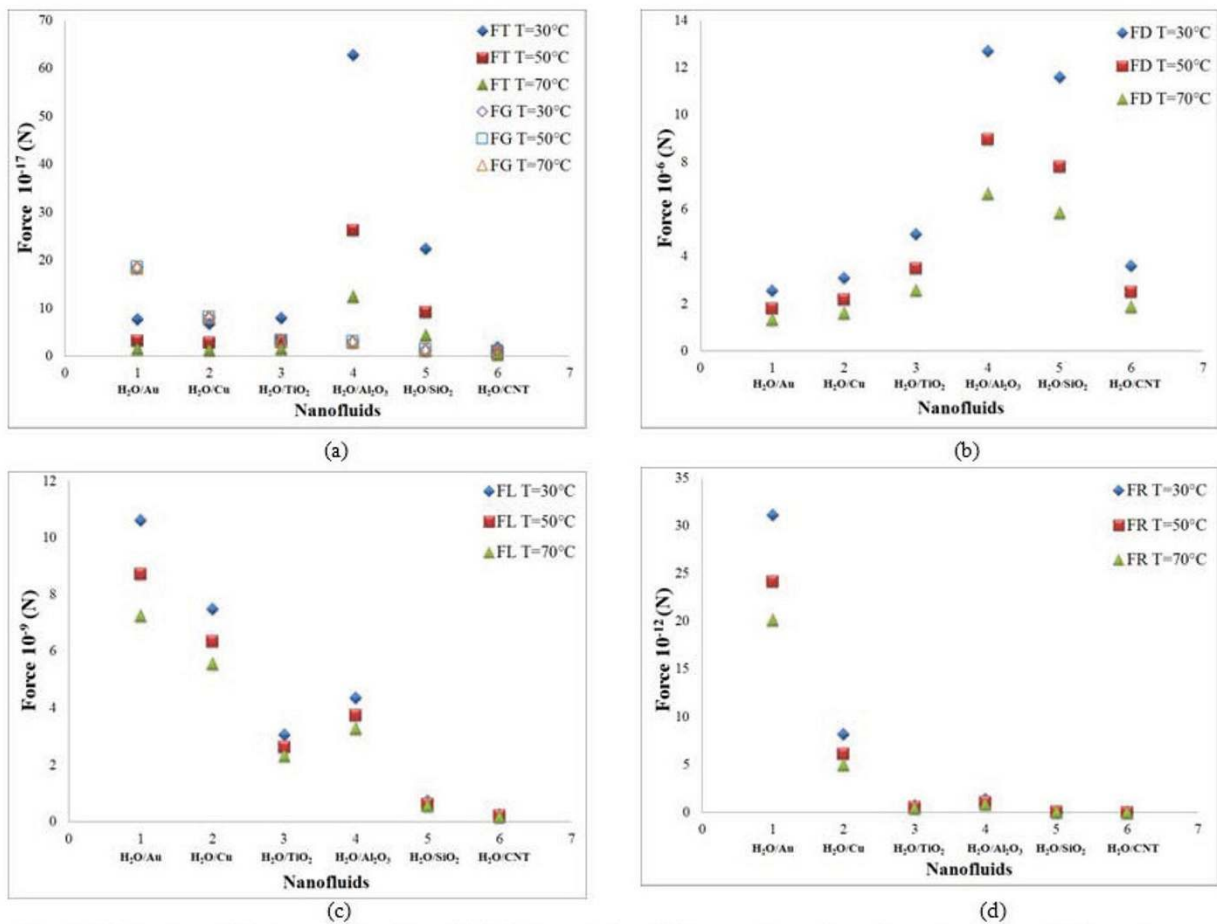 70
60
50
40
30
20
10
0
Force 10⁻¹⁷ (N)
FT T=30°C
FT T=50°C
FT T=70°C
FG T=30°C
FG T=50°C
FG T=70°C
0 1 2 3 4 5 6 7
H₂O/Au H₂O/Cu H₂O/TiO₂ H₂O/Al₂O₃ H₂O/SiO₂ H₂O/CNT
Nanofluids
(a)
14
12
10
8
6
4
2
0
Force 10⁻⁶ (N)
FD T=30°C
FD T=50°C
FD T=70°C
0 1 2 3 4 5 6 7
H₂O/Au H₂O/Cu H₂O/TiO₂ H₂O/Al₂O₃ H₂O/SiO₂ H₂O/CNT
Nanofluids
(b)
12
10
8
6
4
2
0
Force 10⁻⁹ (N)
FL T=30°C
FL T=50°C
FL T=70°C
0 1 2 3 4 5 6 7
H₂O/Au H₂O/Cu H₂O/TiO₂ H₂O/Al₂O₃ H₂O/SiO₂ H₂O/CNT
Nanofluids
(c)
35
30
25
20
15
10
5
0
Force 10⁻¹² (N)
FR T=30°C
FR T=50°C
FR T=70°C
0 1 2 3 4 5 6 7
H₂O/Au H₂O/Cu H₂O/TiO₂ H₂O/Al₂O₃ H₂O/SiO₂ H₂O/CNT
Nanofluids
(d)